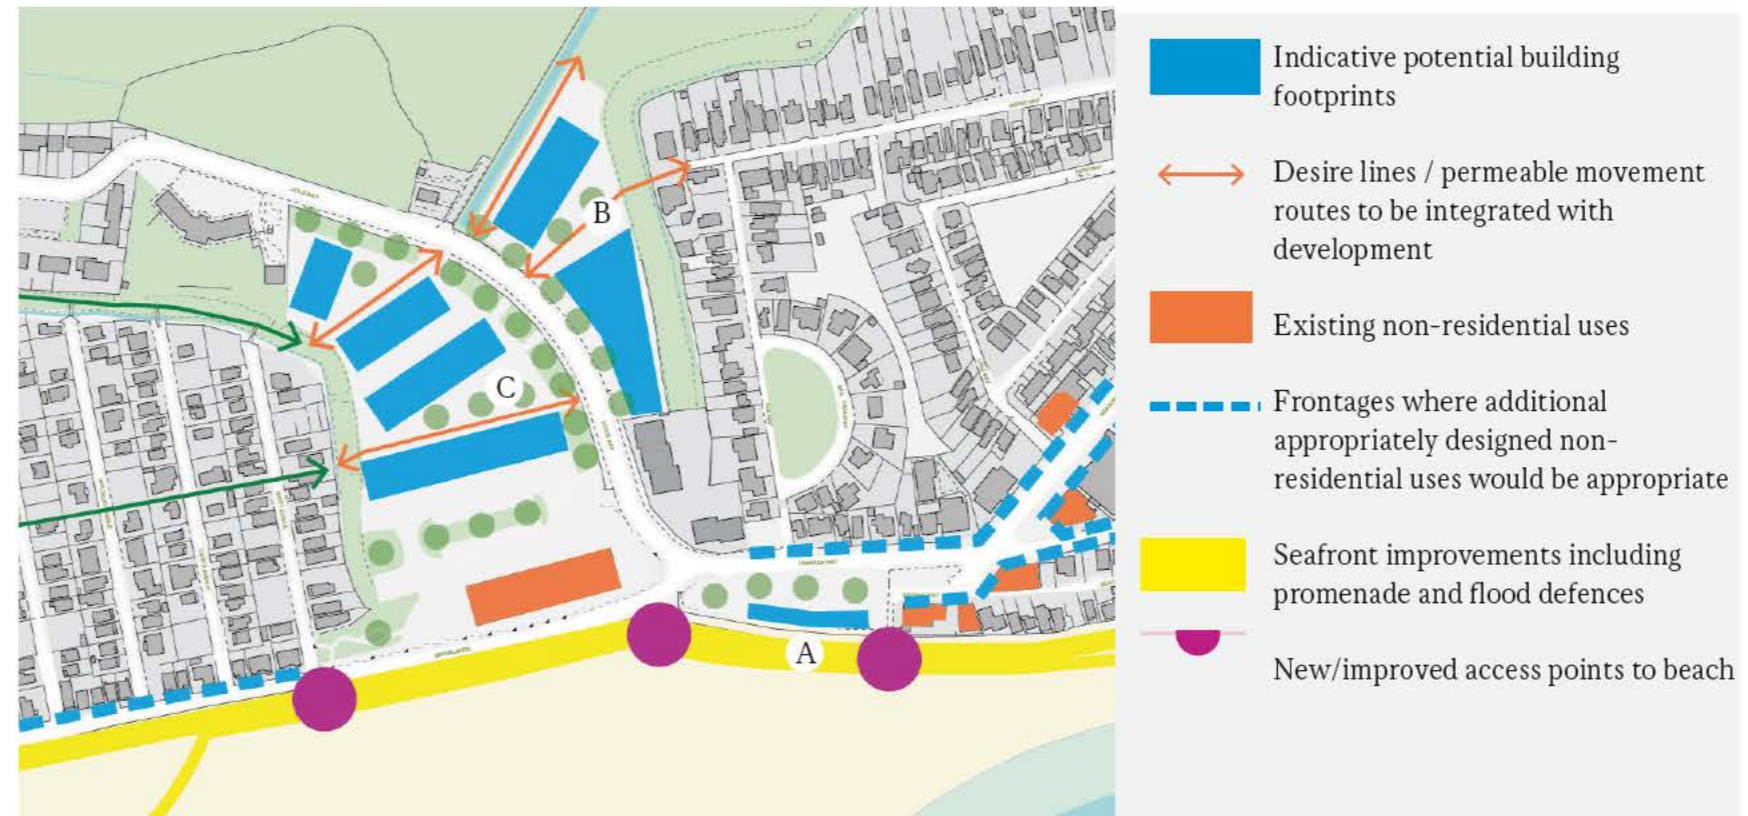 B
C
A
Indicative potential building
footprints
Desire lines / permeable movement
routes to be integrated with
development
Existing non-residential uses
Frontages where additional
appropriately designed non-
residential uses would be appropriate
Seafront improvements including
promenade and flood defences
New/improved access points to beach